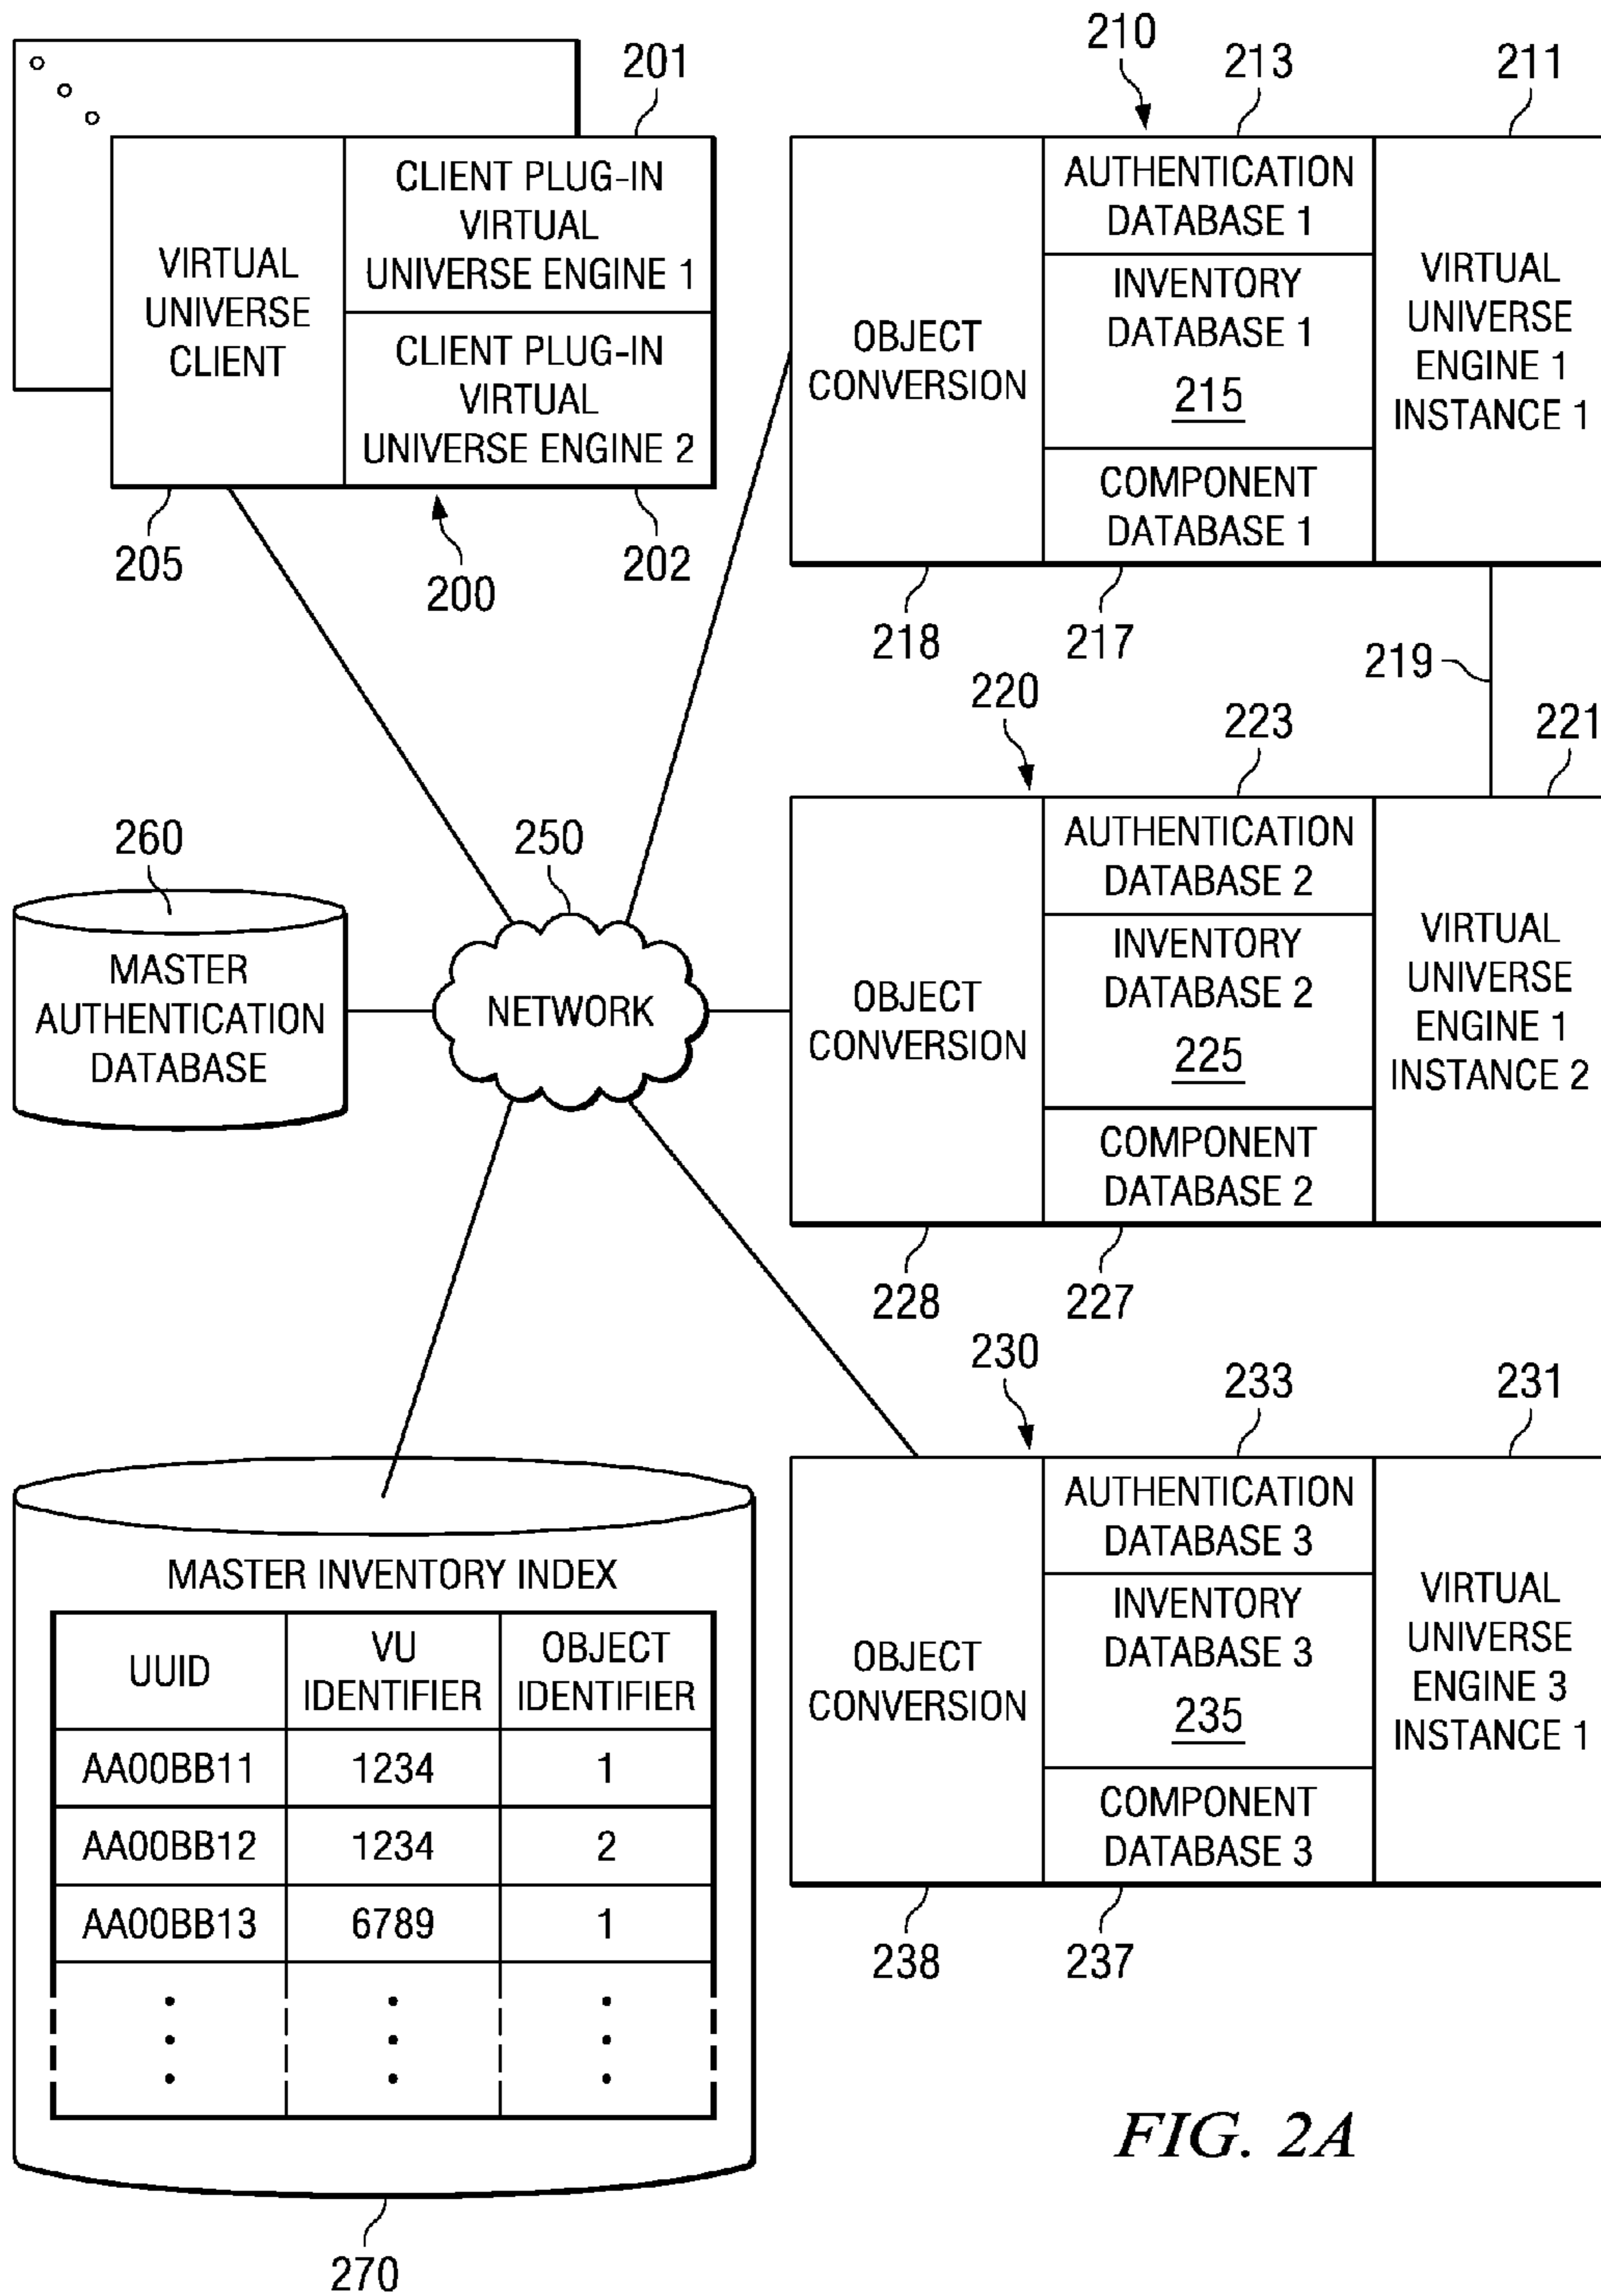 201
CLIENT PLUG-IN
VIRTUAL
UNIVERSE ENGINE 1
VIRTUAL
UNIVERSE
CLIENT
CLIENT PLUG-IN
VIRTUAL
UNIVERSE ENGINE 2
205
200
202
210
213
211
OBJECT
CONVERSION
AUTHENTICATION
DATABASE 1
INVENTORY
DATABASE 1
215
COMPONENT
DATABASE 1
VIRTUAL
UNIVERSE
ENGINE 1
INSTANCE 1
218
217
219
220
223
221
OBJECT
CONVERSION
AUTHENTICATION
DATABASE 2
INVENTORY
DATABASE 2
225
COMPONENT
DATABASE 2
VIRTUAL
UNIVERSE
ENGINE 1
INSTANCE 2
228
227
260
MASTER
AUTHENTICATION
DATABASE
250
NETWORK
230
233
231
OBJECT
CONVERSION
AUTHENTICATION
DATABASE 3
INVENTORY
DATABASE 3
235
COMPONENT
DATABASE 3
VIRTUAL
UNIVERSE
ENGINE 3
INSTANCE 1
238
237
MASTER INVENTORY INDEX
UUID VU IDENTIFIER OBJECT IDENTIFIER
AA00BB11 1234 1
AA00BB12 1234 2
AA00BB13 6789 1
270
FIG. 2A